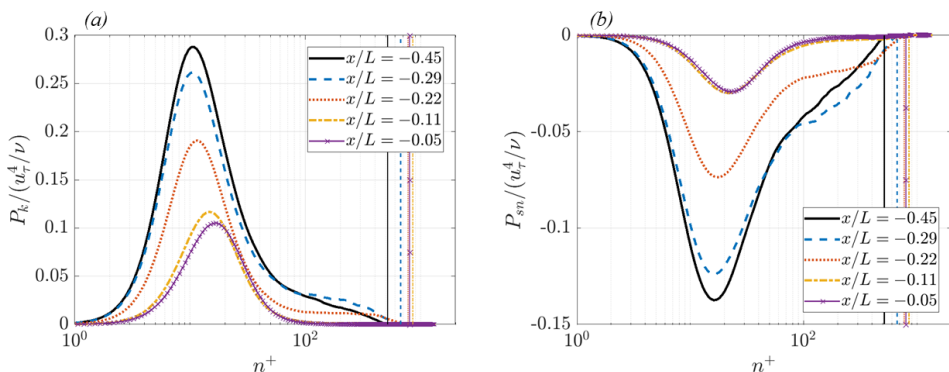 (a)
0.3
0.25
0.2
0.15
0.1
0.05
0
P_k/(u_τ^4/ν)
x/L = −0.45
x/L = −0.29
x/L = −0.22
x/L = −0.11
x/L = −0.05
10^0
10^2
n^+
(b)
0
-0.05
-0.1
-0.15
P_sn/(u_τ^4/ν)
x/L = −0.45
x/L = −0.29
x/L = −0.22
x/L = −0.11
x/L = −0.05
10^0
10^2
n^+